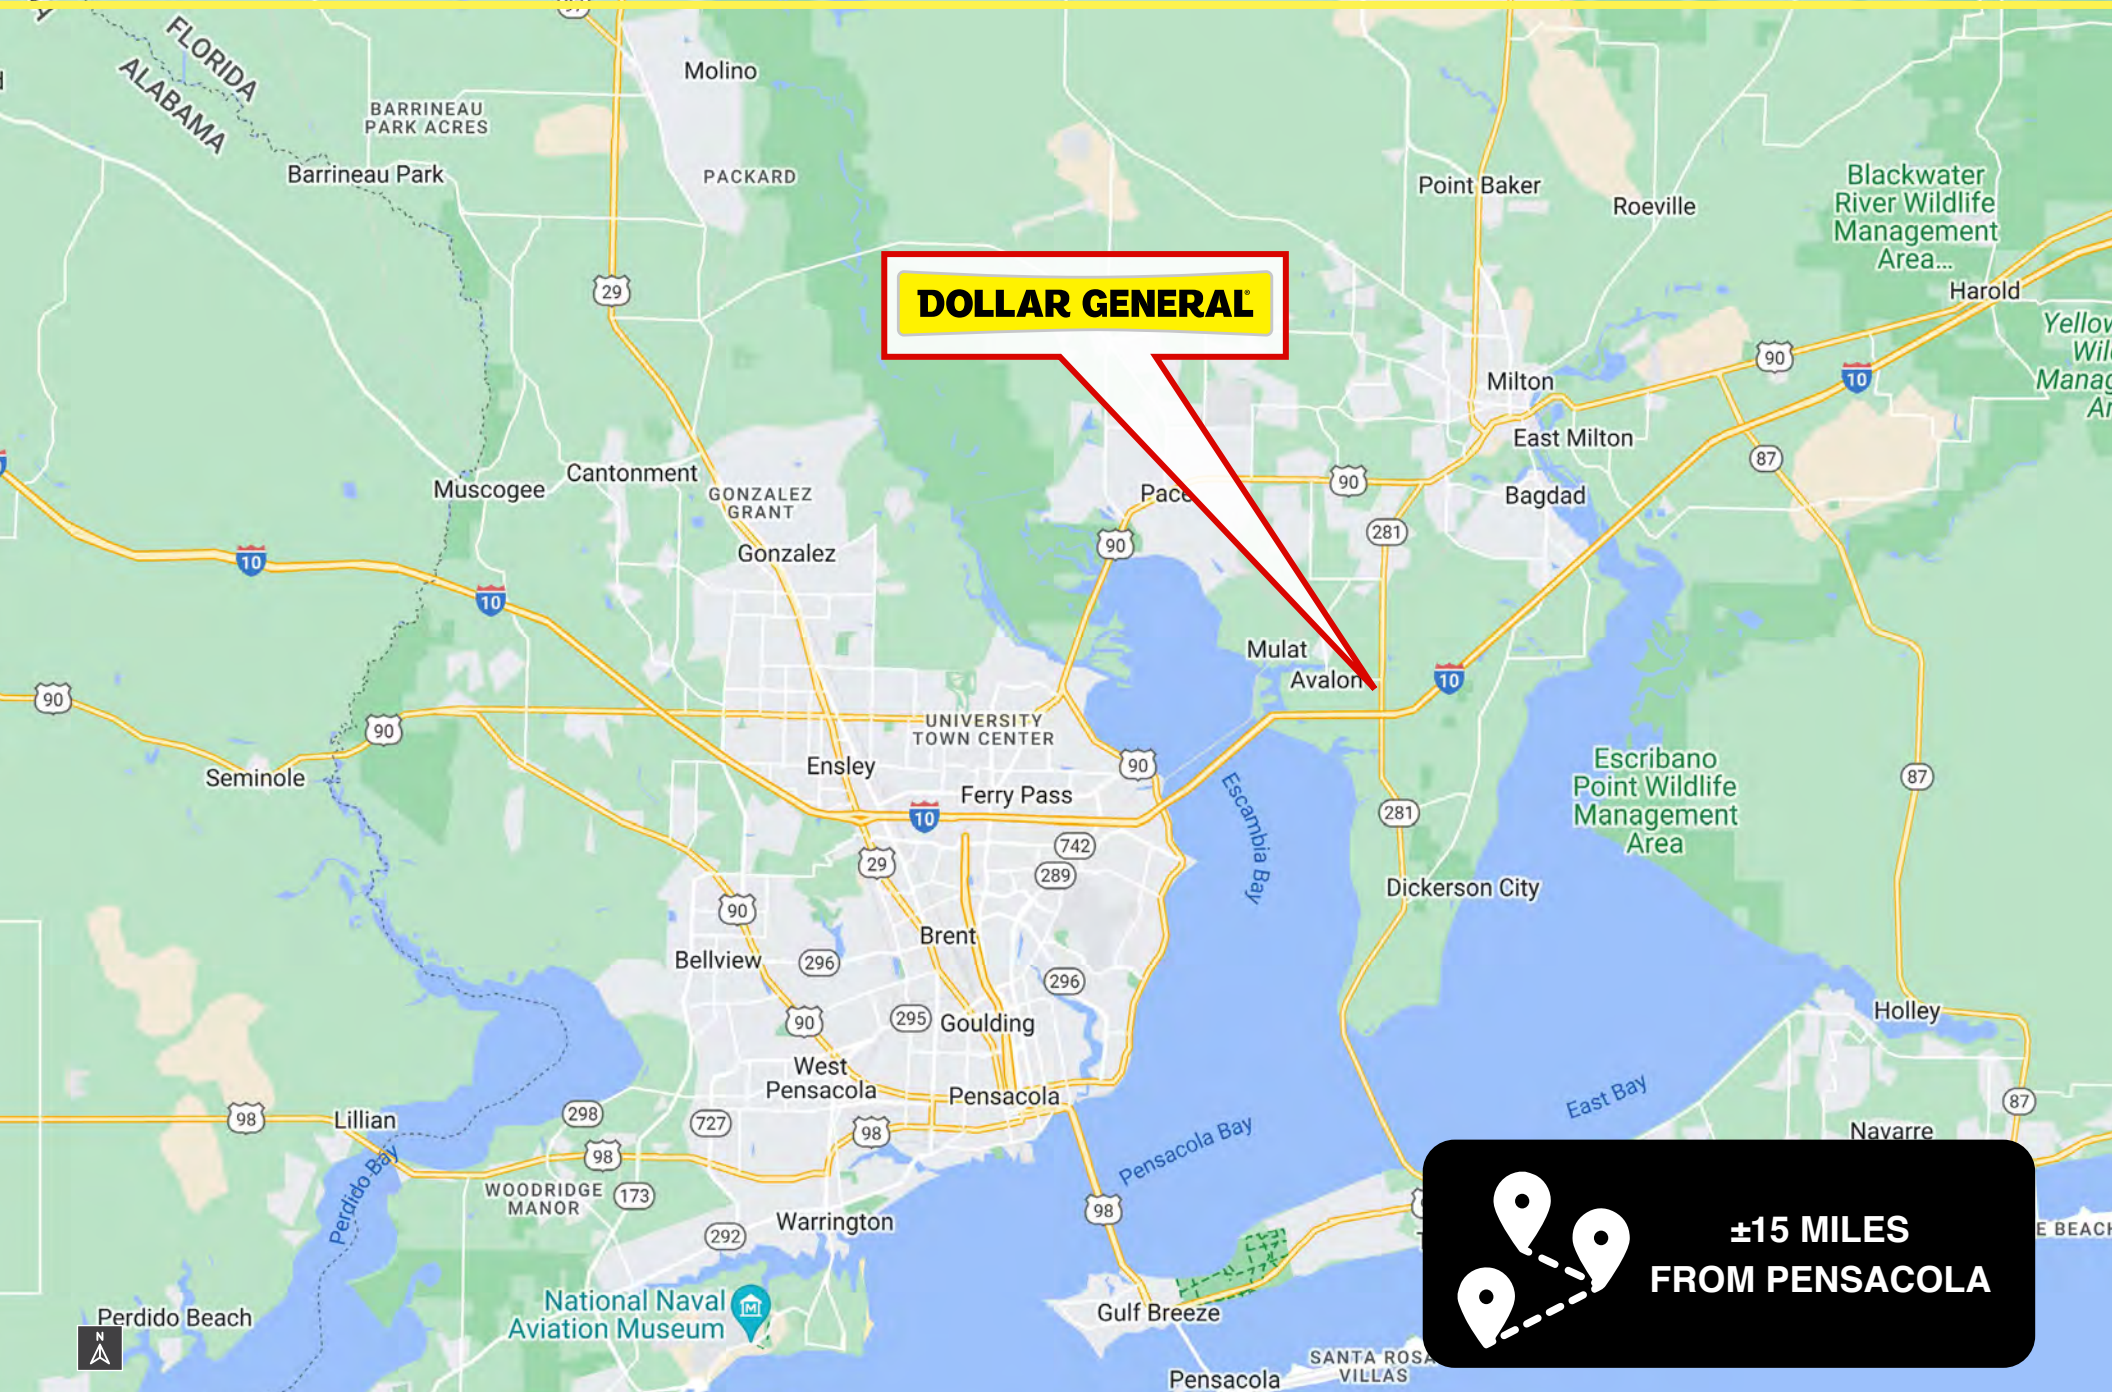 FLORIDA
ALABAMA
Molino
BARRINEAU
PARK ACRES
Barrineau Park
PACKARD
Point Baker
Roeville
Blackwater
River Wildlife
Management
Area...
Harold
29
DOLLAR GENERAL
90
10
Milton
East Milton
87
Muscogee
Cantonment
GONZALEZ
GRANT
Gonzalez
Pace
90
Bagdad
281
90
10
10
Mulat
Avalon
10
90
90
Seminole
UNIVERSITY
TOWN CENTER
Ensley
Ferry Pass
90
10
29
742
289
Escambia Bay
281
Escribano
Point Wildlife
Management
Area
87
Dickerson City
90
Brent
Bellview
296
296
90
295
Goulding
Holley
West
Pensacola
Pensacola
98
Lillian
298
727
98
98
Perdido Bay
WOODRIDGE
MANOR
173
292
Warrington
Pensacola Bay
East Bay
87
Navarre
98
National Naval
Aviation Museum
Gulf Breeze
Perdido Beach
N
SANTA ROSA
VILLAS
Pensacola
E BEACH
±15 MILES
FROM PENSACOLA